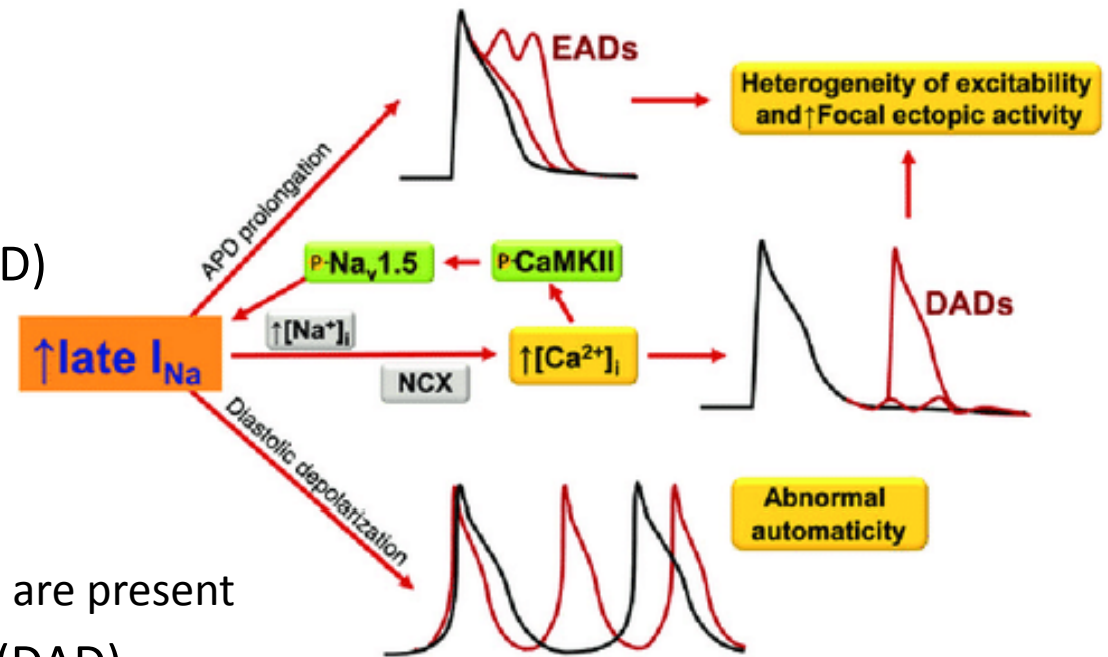 EADs
Heterogeneity of excitability
and↑Focal ectopic activity
APD prolongation
D)
P-Nav1.5
P-CaMKII
↑[Na⁺]i
↑late INa
NCX
↑[Ca²⁺]i
DADs
Diastolic depolarization
Abnormal
automaticity
are present
(DAD)